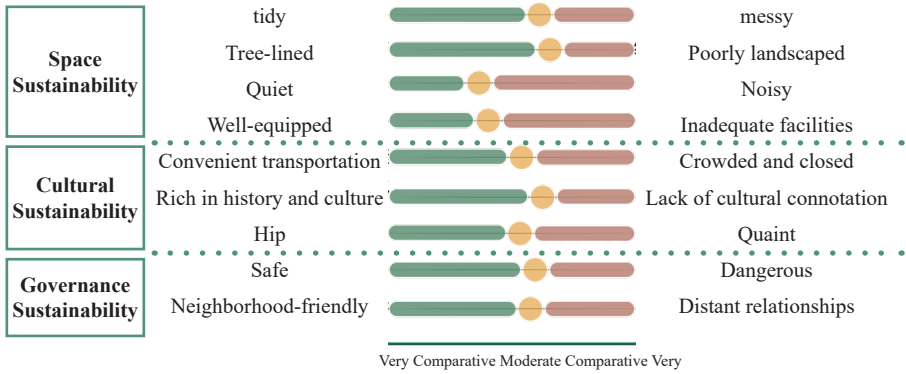 tidy messy
Tree-lined Poorly landscaped
Space
Sustainability
Quiet Noisy
Well-equipped Inadequate facilities
Convenient transportation Crowded and closed
Cultural
Sustainability
Rich in history and culture Lack of cultural connotation
Hip Quaint
Governance
Sustainability
Safe Dangerous
Neighborhood-friendly Distant relationships
Very Comparative Moderate Comparative Very